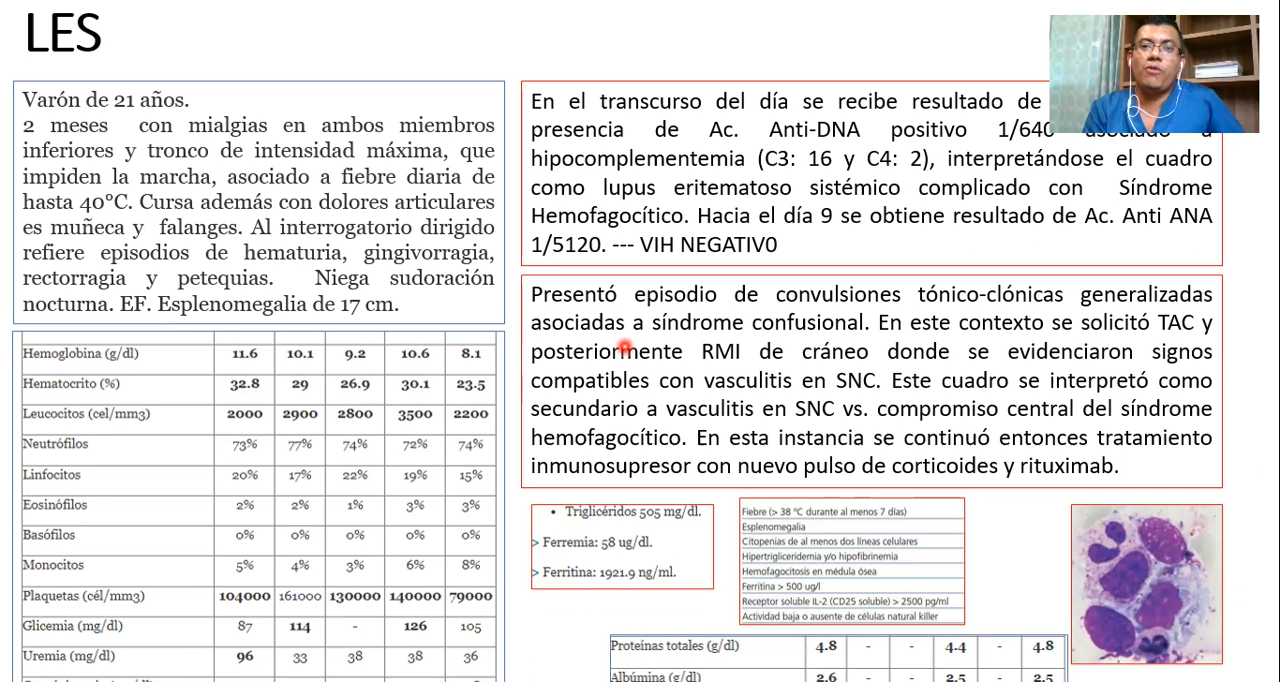 LES
Varón de 21 años.
2 meses con mialgias en ambos miembros
inferiores y tronco de intensidad máxima, que
impiden la marcha, asociado a fiebre diaria de
hasta 40°C. Cursa además con dolores articulares
es muñeca y falanges. Al interrogatorio dirigido
refiere episodios de hematuria, gingivorragia,
rectorragia y petequias. Niega sudoración
nocturna. EF. Esplenomegalia de 17 cm.
En el transcurso del día se recibe resultado de
presencia de Ac. Anti-DNA positivo 1/640 asociado a
hipocomplementemia (C3: 16 y C4: 2), interpretándose el cuadro
como lupus eritematoso sistémico complicado con Síndrome
Hemofagocítico. Hacia el día 9 se obtiene resultado de Ac. Anti ANA
1/5120. --- VIH NEGATIV0
Presentó episodio de convulsiones tónico-clónicas generalizadas
asociadas a síndrome confusional. En este contexto se solicitó TAC y
posteriormente RMI de cráneo donde se evidenciaron signos
compatibles con vasculitis en SNC. Este cuadro se interpretó como
secundario a vasculitis en SNC vs. compromiso central del síndrome
hemofagocítico. En esta instancia se continuó entonces tratamiento
inmunosupresor con nuevo pulso de corticoides y rituximab.
Hemoglobina (g/dl) 11.6 10.1 9.2 10.6 8.1
Hematocrito (%) 32.8 29 26.9 30.1 23.5
Leucocitos (cel/mm3) 2000 2900 2800 3500 2200
Neutrófilos 73% 77% 74% 72% 74%
Linfocitos 20% 17% 22% 19% 15%
Eosinófilos 2% 2% 1% 3% 3%
Basófilos 0% 0% 0% 0% 0%
Monocitos 5% 4% 3% 6% 8%
Plaquetas (cél/mm3) 104000 161000 130000 140000 79000
Glicemia (mg/dl) 87 114 - 126 105
Uremia (mg/dl) 96 33 38 38 36
• Triglicéridos 505 mg/dl.
> Ferremia: 58 ug/dl.
> Ferritina: 1921.9 ng/ml.
Fiebre (> 38 °C durante al menos 7 días)
Esplenomegalia
Citopenias de al menos dos líneas celulares
Hipertrigliceridemia y/o hipofibrinemia
Hemofagocitosis en médula ósea
Ferritina > 500 ug/l
Receptor soluble IL-2 (CD25 soluble) > 2500 pg/ml
Actividad baja o ausente de células natural killer
Proteínas totales (g/dl) 4.8 - - 4.4 - 4.8
Albúmina (g/dl) 2.6 - - 2.5 - 2.5